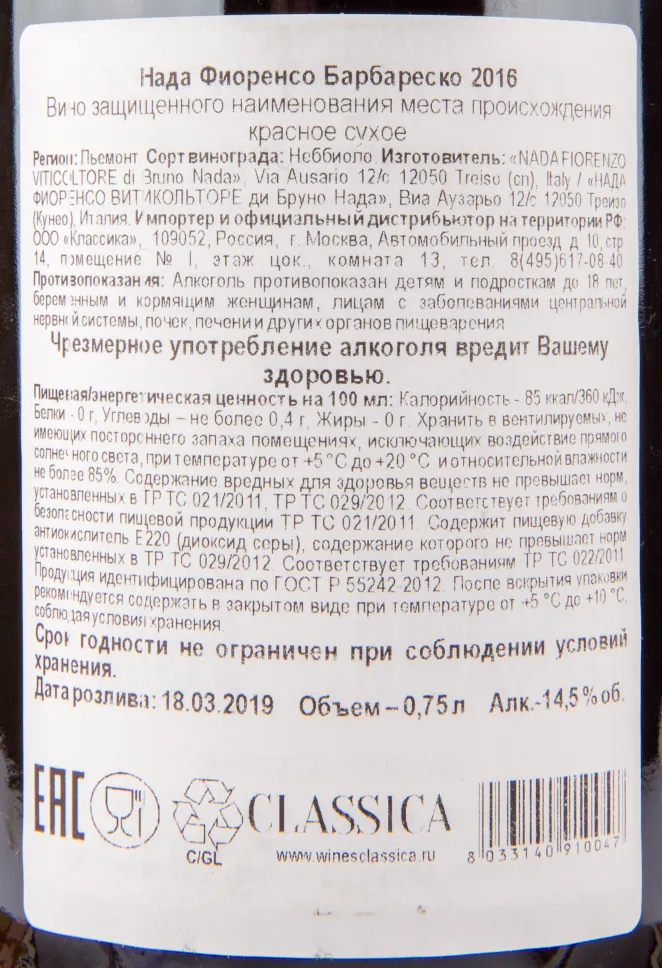 Нада Фиоренсо Барбареско 2016
Вино защищенного наименования места происхождения
красное сухое
Регион: Пьемонт. Сорт винограда: Неббиоло. Изготовитель: «NADA FIORENZO
VITICOLTORE di Bruno Nada», Via Ausario 12/c 12050 Treiso (cn), Italy / «НАДА
ФИОРЕНСО ВИТИКОЛЬТОРЕ ди Бруно Нада», Виа Аузарьо 12/с 12050 Треизо
(Кунео), Италия. Импортер и официальный дистрибьютор на территории РФ:
ООО «Классика», 109052, Россия, г. Москва, Автомобильный проезд д 10, стр
14, помещение № I, этаж цок., комната 13, тел. 8(495)617-08-40.
Противопоказания: Алкоголь противопоказан детям и подросткам до 18 лет,
беременным и кормящим женщинам, лицам с заболеваниями центральной
нервной системы, почек, печени и других органов пищеварения
Чрезмерное употребление алкоголя вредит Вашему
здоровью.
Пищевая/энергетическая ценность на 100 мл: Калорийность - 85 ккал/360 кДж,
Белки - 0 г, Углеводы – не более 0,4 г, Жиры - 0 г. Хранить в вентилируемых, не
имеющих постороннего запаха помещениях, исключающих воздействие прямого
солнечного света, при температуре от +5 °С до +20 °С и относительной влажности
не более 85%. Содержание вредных для здоровья веществ не превышает норм,
установленных в ТР ТС 021/2011, ТР ТС 029/2012. Соответствует требованиям о
безопасности пищевой продукции ТР ТС 021/2011. Содержит пищевую добавку
антиокислитель Е220 (диоксид серы), содержание которого не превышает норм
установленных в ТР ТС 029/2012. Соответствует требованиям ТР ТС 022/2011
Продукция идентифицирована по ГОСТ Р 55242-2012. После вскрытия упаковки
рекомендуется содержать в закрытом виде при температуре от +5 °С до +10 °С,
соблюдая условия хранения.
Срок годности не ограничен при соблюдении условий
хранения.
Дата розлива: 18.03.2019 Объем – 0,75л Алк.-14,5% об.
EAC
CLASSICA
C/GL
www.winesclassica.ru
8 033140 910047